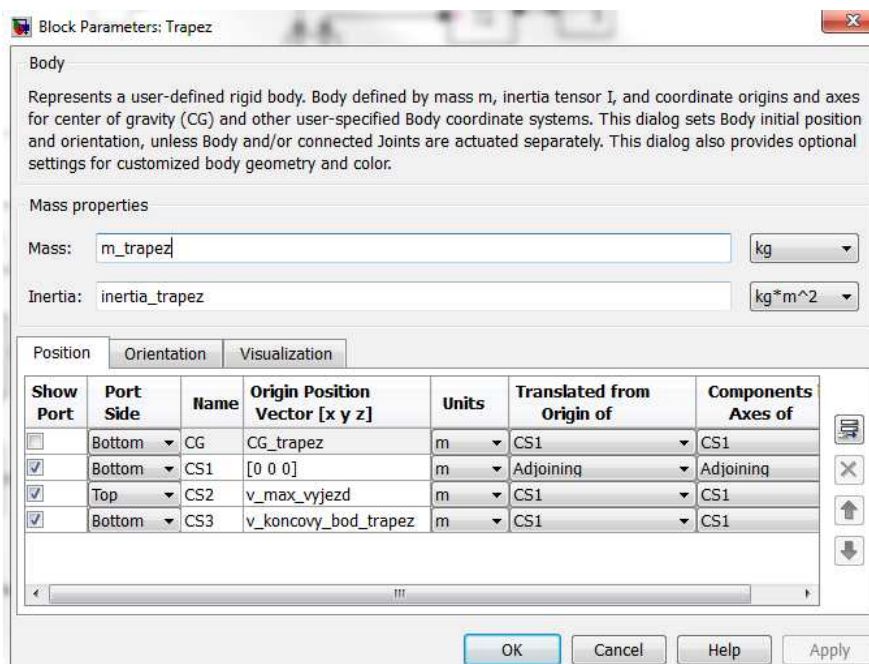 Block Parameters: Trapez
Body
Represents a user-defined rigid body. Body defined by mass m, inertia tensor I, and coordinate origins and axes
for center of gravity (CG) and other user-specified Body coordinate systems. This dialog sets Body initial position
and orientation, unless Body and/or connected Joints are actuated separately. This dialog also provides optional
settings for customized body geometry and color.
Mass properties
Mass: m_trapez kg
Inertia: inertia_trapez kg*m^2
Position Orientation Visualization
Show Port Port Side Name Origin Position Vector [x y z] Units Translated from Origin of Components Axes of
Bottom CG CG_trapez m CS1 CS1
Bottom CS1 [0 0 0] m Adjoining Adjoining
Top CS2 v_max_vyjezd m CS1 CS1
Bottom CS3 v_koncovy_bod_trapez m CS1 CS1
OK Cancel Help Apply